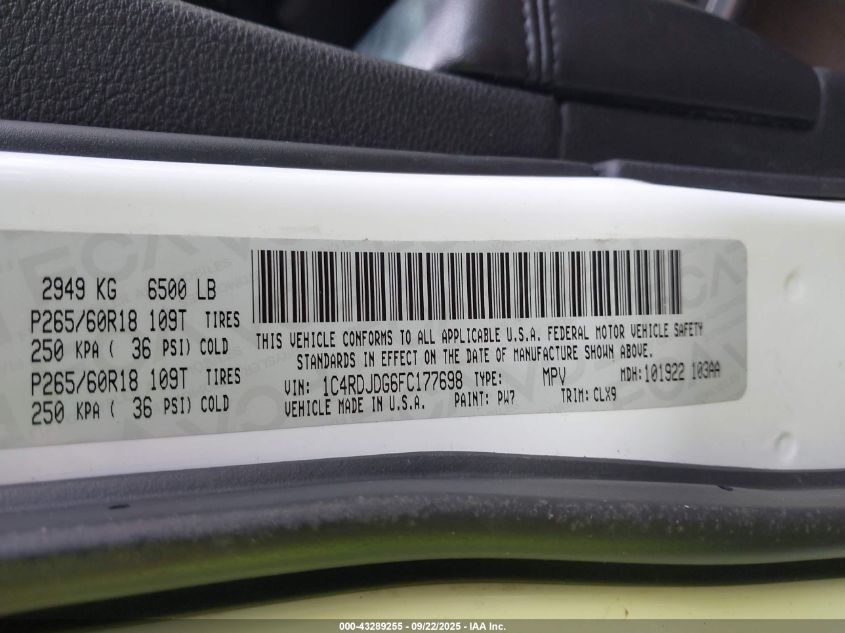 2949 KG 6500 LB
P265/60R18 109T TIRES
250 KPA ( 36 PSI) COLD
P265/60R18 109T TIRES
250 KPA ( 36 PSI) COLD
THIS VEHICLE CONFORMS TO ALL APPLICABLE U.S.A. FEDERAL MOTOR VEHICLE SAFETY
STANDARDS IN EFFECT ON THE DATE OF MANUFACTURE SHOWN ABOVE.
VIN: 1C4RDJDG6FC177698 TYPE: MPV MDH:101922 103AA
VEHICLE MADE IN U.S.A. PAINT: PW7 TRIM: CLX9
000-43289255 - 09/22/2025 - IAA Inc.